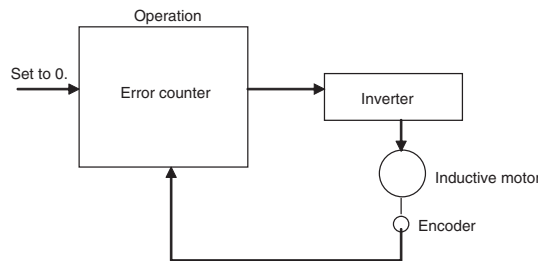 Operation
Set to 0.
Error counter
Inverter
Inductive motor
Encoder